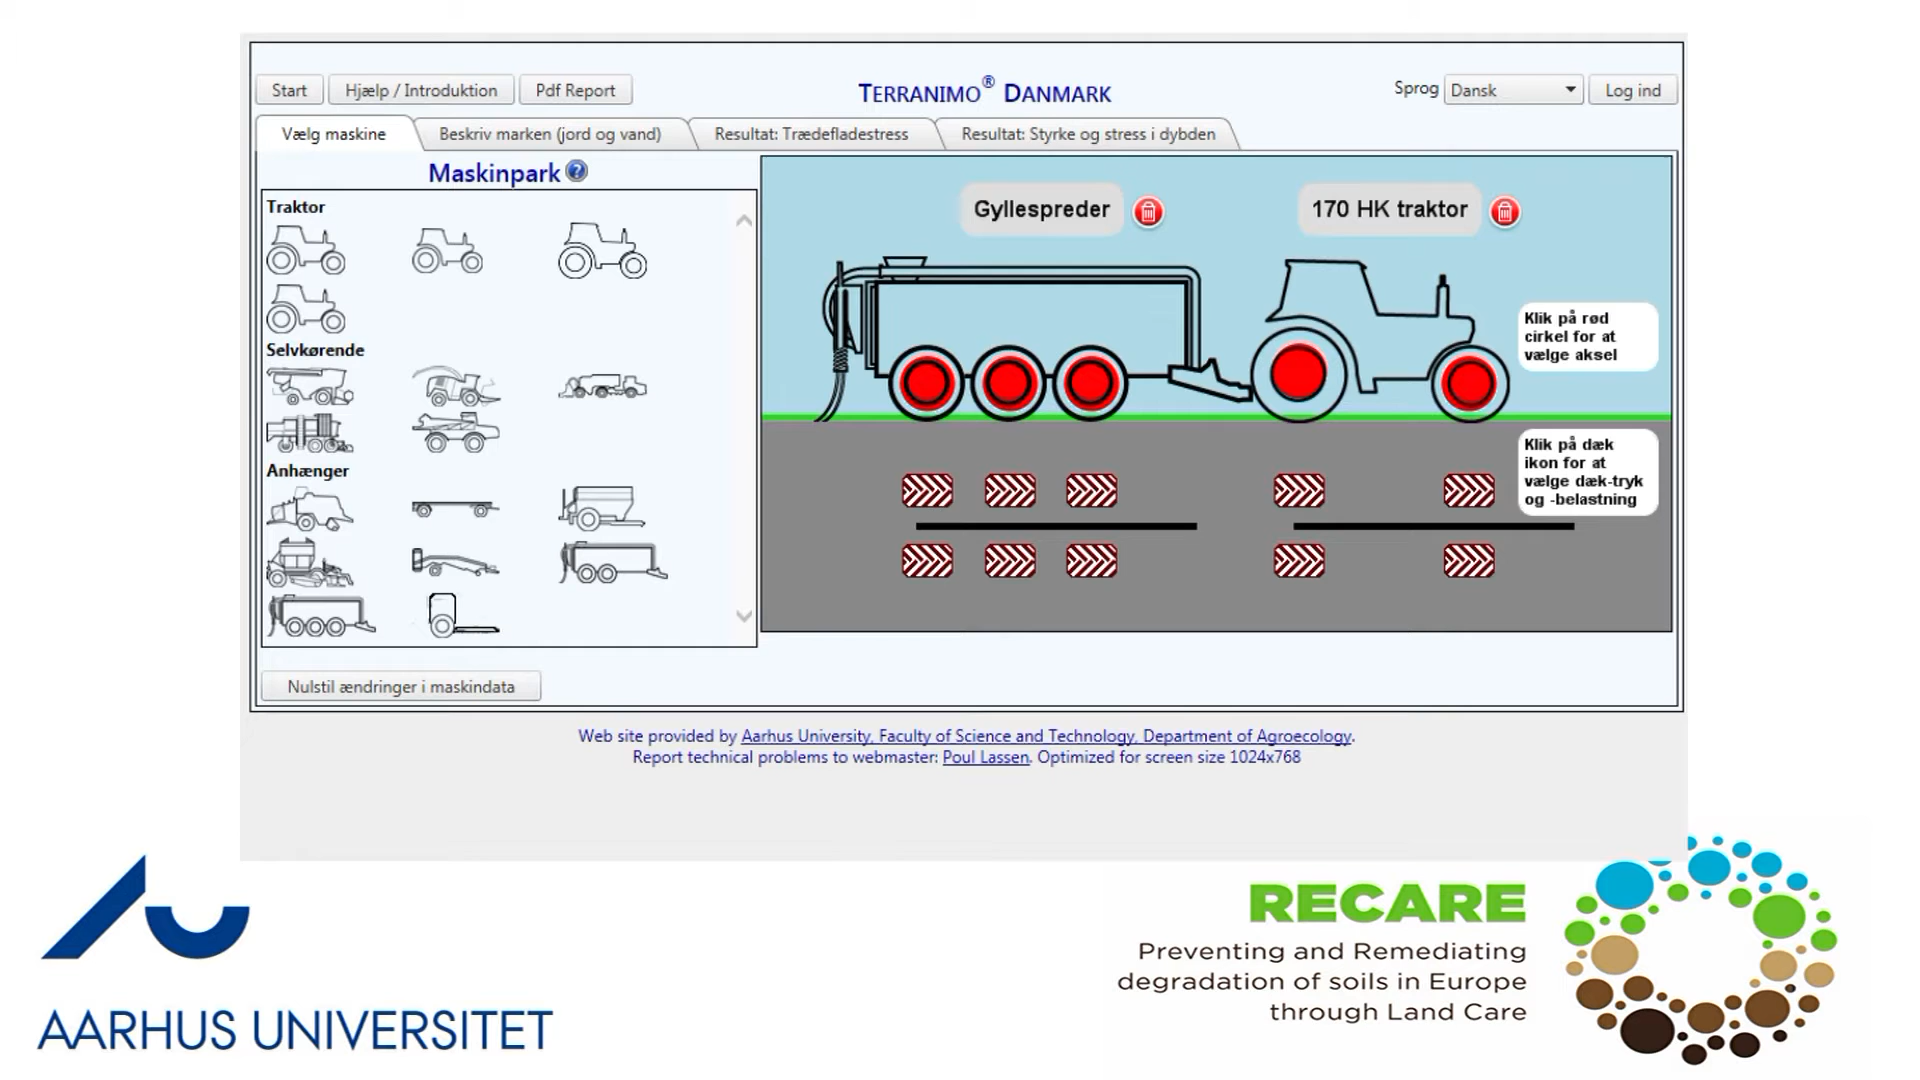 Start
Hjælp / Introduktion
Pdf Report
TERRANIMO® DANMARK
Sprog
Dansk
Log ind
Vælg maskine
Beskriv marken (jord og vand)
Resultat: Trædefladestress
Resultat: Styrke og stress i dybden
Maskinpark
Traktor
Selvkørende
Anhænger
Gyllespreder
170 HK traktor
Klik på rød
cirkel for at
vælge aksel
Klik på dæk
ikon for at
vælge dæk-tryk
og -belastning
Nulstil ændringer i maskindata
Web site provided by Aarhus University, Faculty of Science and Technology, Department of Agroecology.
Report technical problems to webmaster: Poul Lassen. Optimized for screen size 1024x768
AARHUS UNIVERSITET
RECARE
Preventing and Remediating
degradation of soils in Europe
through Land Care